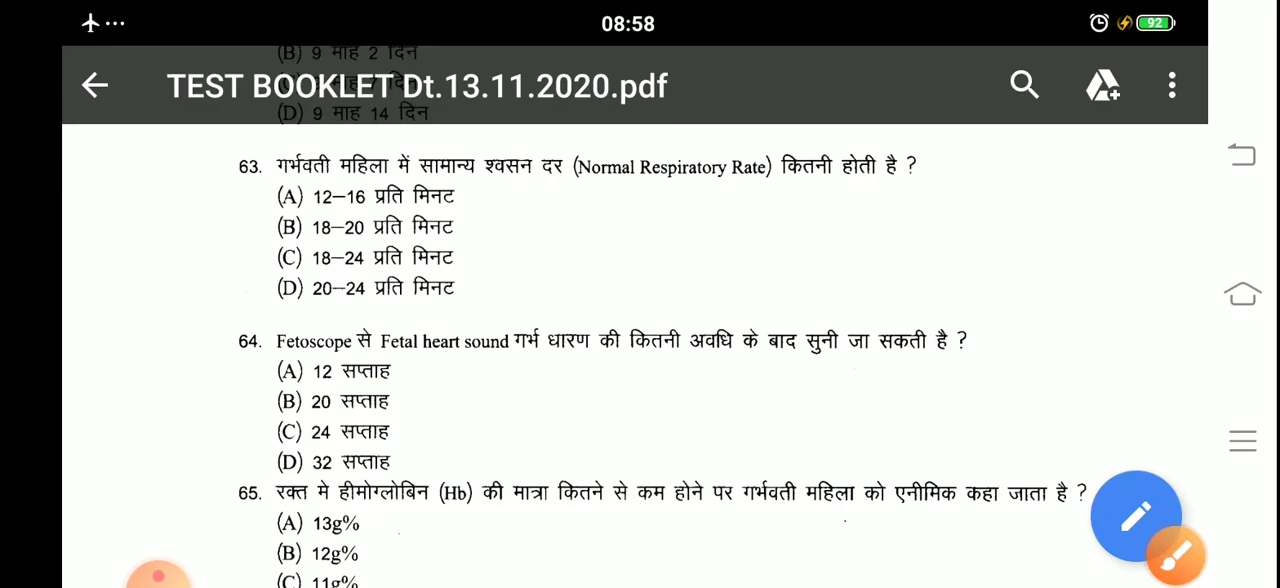 08:58
92
(B) 9 माह 2 दिन
TEST BOOKLET Dt.13.11.2020.pdf
(D) 9 माह 14 दिन
63. गर्भवती महिला में सामान्य श्वसन दर (Normal Respiratory Rate) कितनी होती है ?
(A) 12–16 प्रति मिनट
(B) 18–20 प्रति मिनट
(C) 18–24 प्रति मिनट
(D) 20–24 प्रति मिनट
64. Fetoscope से Fetal heart sound गर्भ धारण की कितनी अवधि के बाद सुनी जा सकती है ?
(A) 12 सप्ताह
(B) 20 सप्ताह
(C) 24 सप्ताह
(D) 32 सप्ताह
65. रक्त मे हीमोग्लोबिन (Hb) की मात्रा कितने से कम होने पर गर्भवती महिला को एनीमिक कहा जाता है ?
(A) 13g%
(B) 12g%
(C) 11g%